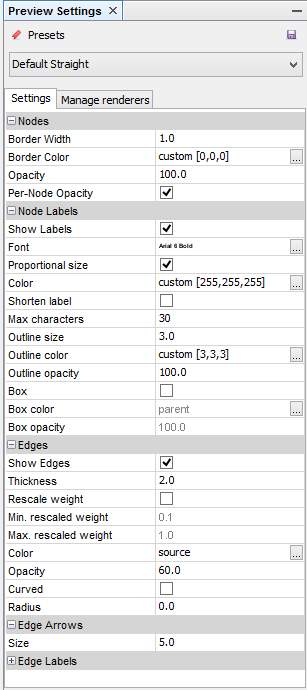 Preview Settings
Presets
Default Straight
Settings Manage renderers
Nodes
Border Width 1.0
Border Color custom [0,0,0] ...
Opacity 100.0
Per-Node Opacity
Node Labels
Show Labels
Font Arial 6 Bold ...
Proportional size
Color custom [255,255,255] ...
Shorten label
Max characters 30
Outline size 3.0
Outline color custom [3,3,3] ...
Outline opacity 100.0
Box
Box color parent ...
Box opacity 100.0
Edges
Show Edges
Thickness 2.0
Rescale weight
Min. rescaled weight 0.1
Max. rescaled weight 1.0
Color source ...
Opacity 60.0
Curved
Radius 0.0
Edge Arrows
Size 5.0
Edge Labels